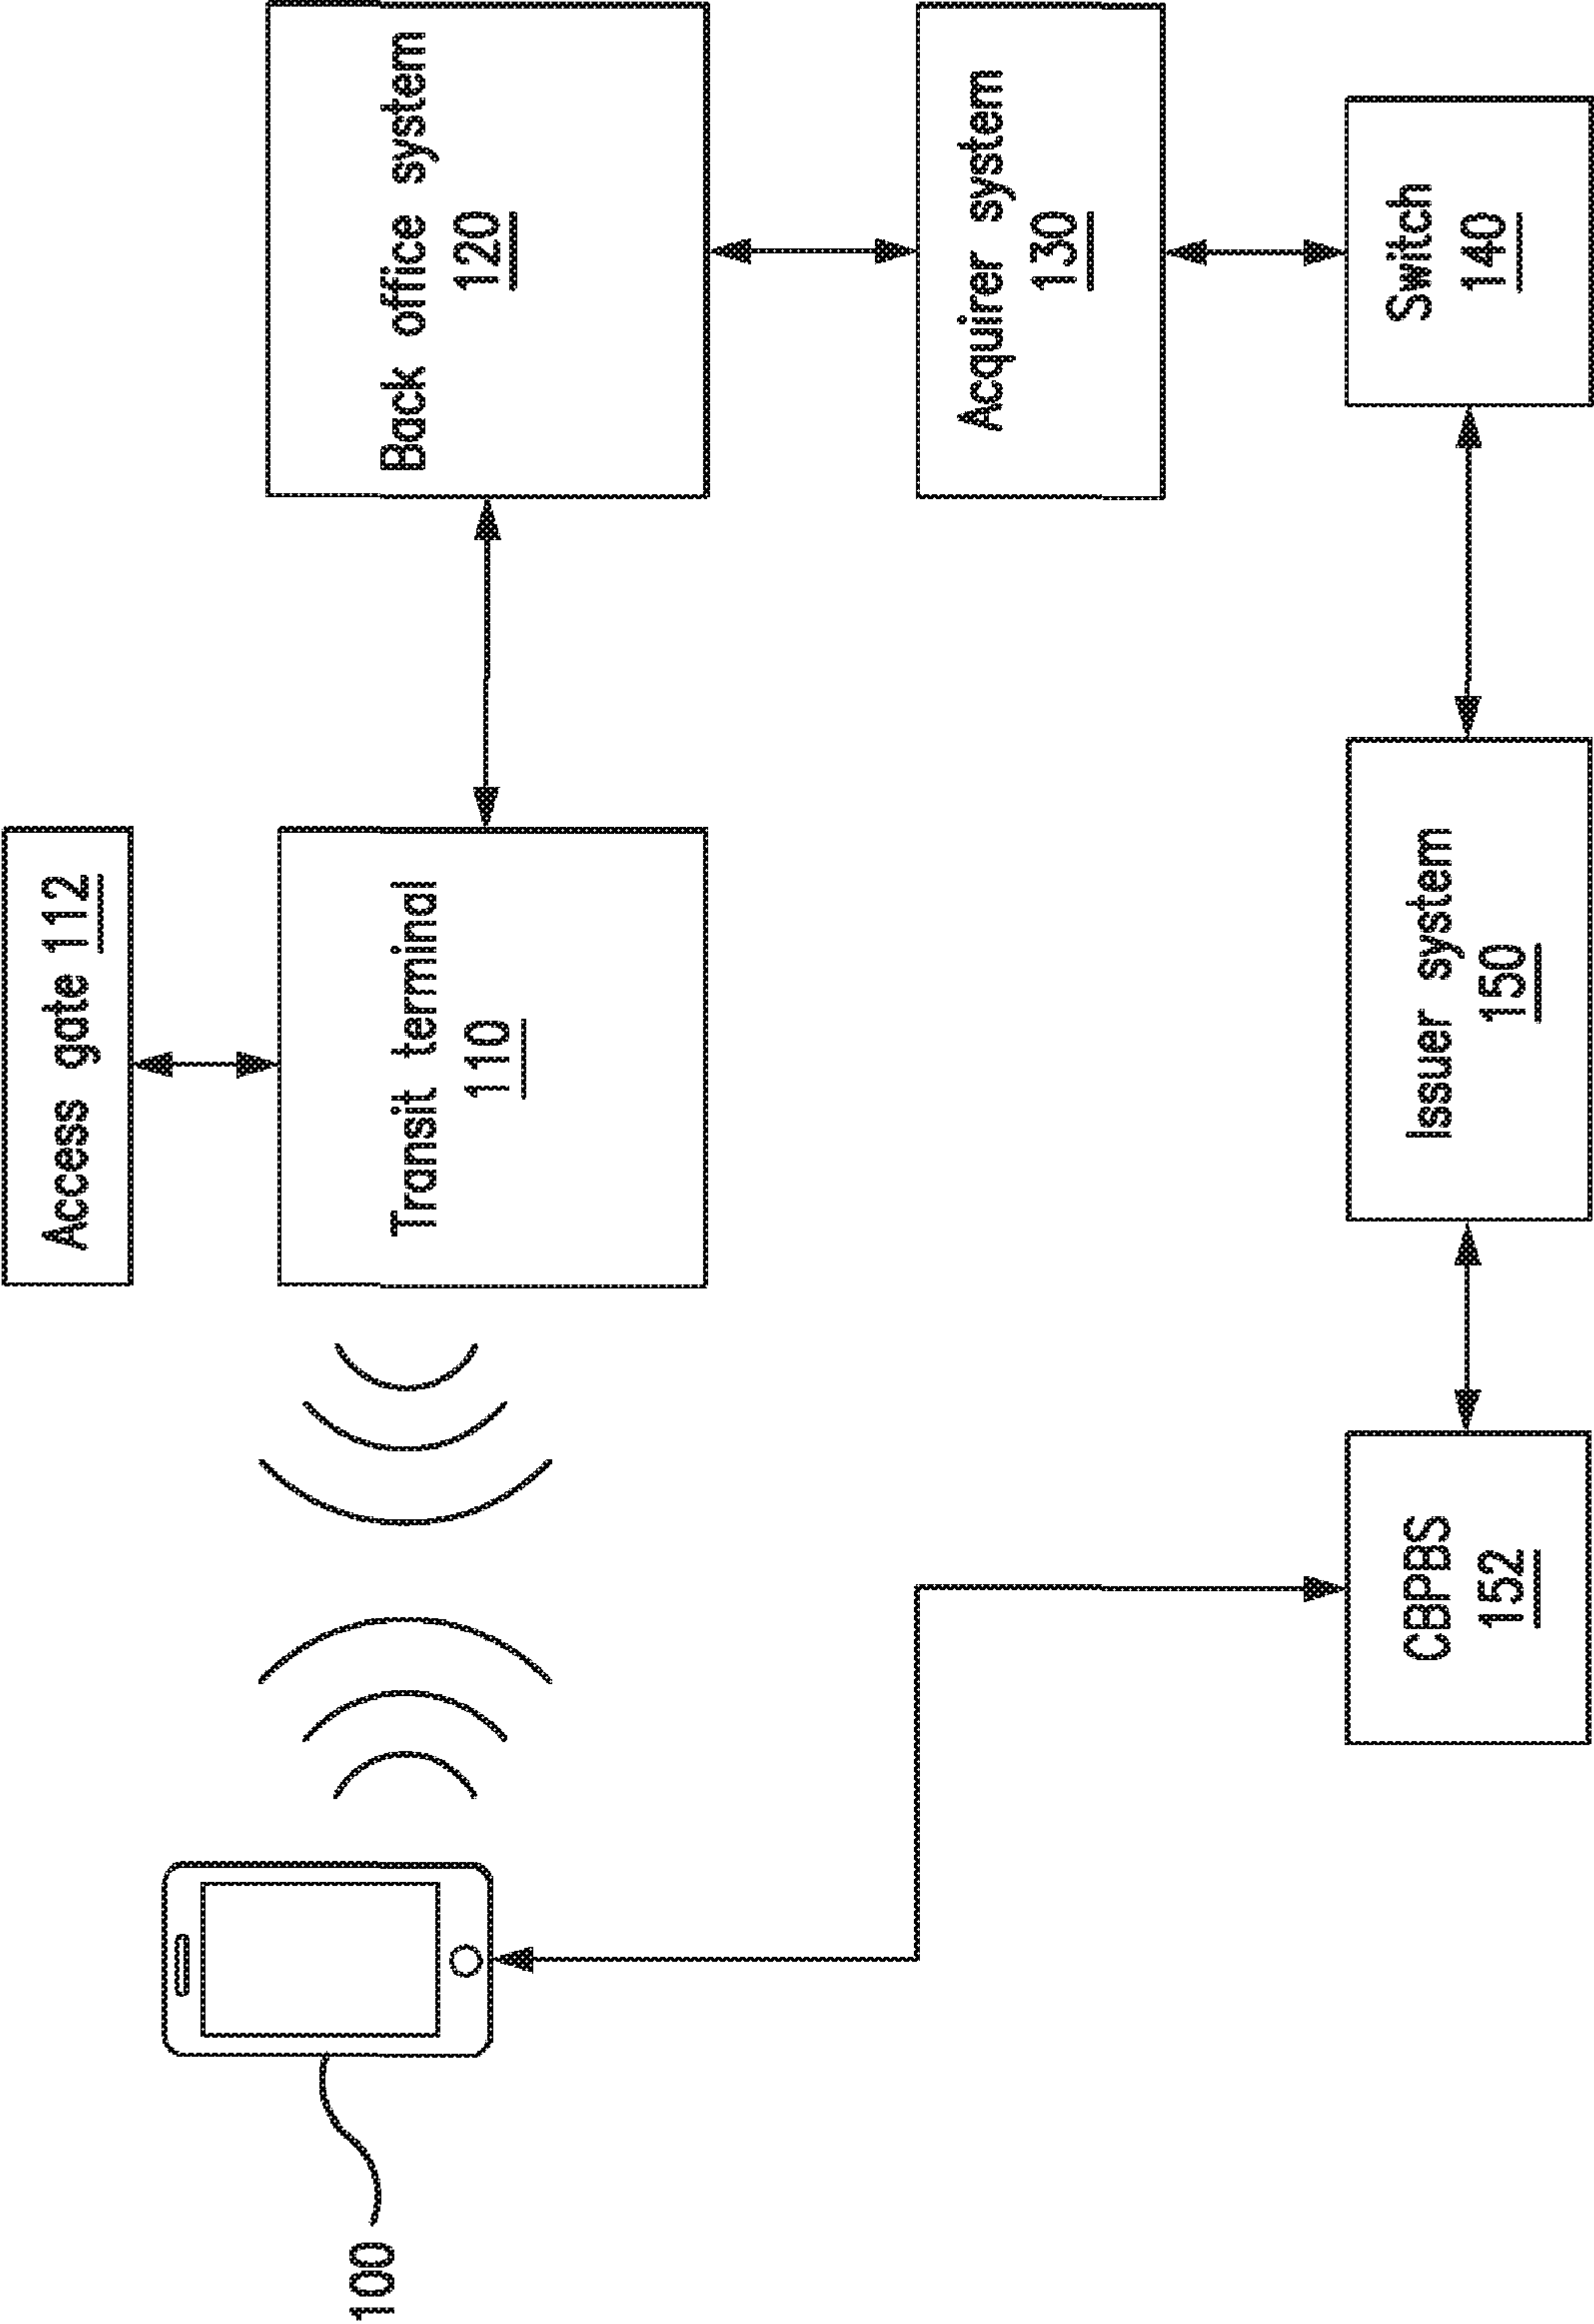 Access gate 112
100
Transit terminal
110
Back office system
120
Acquirer system
130
CBPBS
152
Issuer system
150
Switch
140